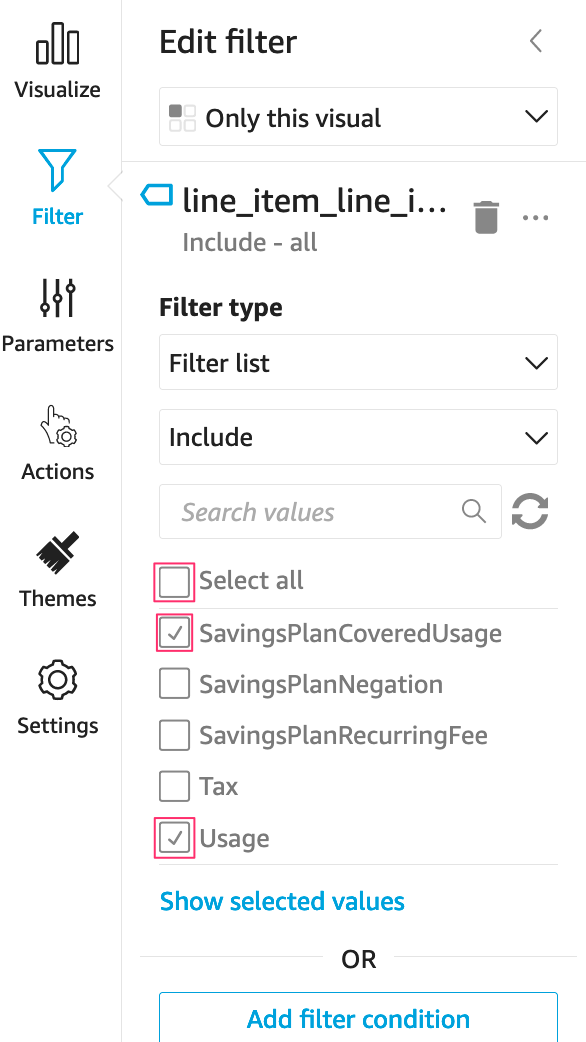 Visualize
Filter
Parameters
Actions
Themes
Settings
Edit filter
Only this visual
line_item_line_i...
Include - all
Filter type
Filter list
Include
Search values
Select all
SavingsPlanCoveredUsage
SavingsPlanNegation
SavingsPlanRecurringFee
Tax
Usage
Show selected values
OR
Add filter condition